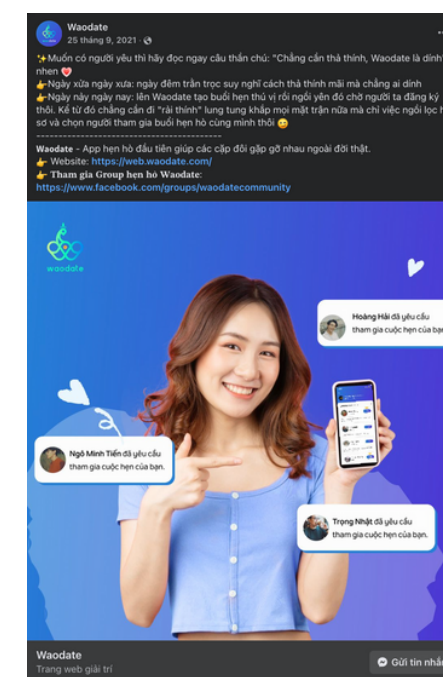 Waodate
25 tháng 9, 2021 ·
✨Muốn có người yêu thì hãy đọc ngay câu thần chú: "Chẳng cần thả thính, Waodate là dính"
nhen 💗
👉Ngày xửa ngày xưa: ngày đêm trằn trọc suy nghĩ cách thả thính mãi mà chẳng ai dính
👉Ngày nảy ngày nay: lên Waodate tạo buổi hẹn thú vị rồi ngồi yên đó chờ người ta đăng ký
thôi. Kể từ đó chẳng cần đi "rải thính" lung tung khắp mọi mặt trận nữa mà chỉ việc ngồi lọc
sơ và chọn người tham gia buổi hẹn hò cùng mình thôi 😊
-----------------------------------------
Waodate - App hẹn hò đầu tiên giúp các cặp đôi gặp gỡ nhau ngoài đời thật.
👉 Website: https://web.waodate.com/
👉 Tham gia Group hẹn hò Waodate:
https://www.facebook.com/groups/waodatecommunity
waodate
Hoàng Hải đã yêu cầu
tham gia cuộc hẹn của bạn
Ngô Minh Tiến đã yêu cầu
tham gia cuộc hẹn của bạn.
Trọng Nhật đã yêu cầu
tham gia cuộc hẹn của bạn.
Waodate
Trang web giải trí
Gửi tin nhắn